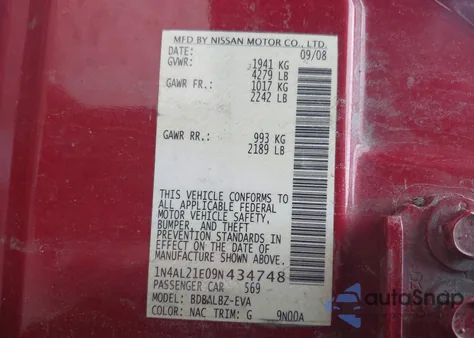 MFD BY NISSAN MOTOR CO., LTD.
DATE: 09/08
GVWR: 1941 KG
4279 LB
GAWR FR.: 1017 KG
2242 LB
GAWR RR.: 993 KG
2189 LB
THIS VEHICLE CONFORMS TO
ALL APPLICABLE FEDERAL
MOTOR VEHICLE SAFETY,
BUMPER, AND THEFT
PREVENTION STANDARDS IN
EFFECT ON THE DATE OF
MANUFACTURE SHOWN ABOVE.
1N4AL21E09N434748
PASSENGER CAR 569
MODEL: BDBALBZ-EVA
COLOR: NAC TRIM: G 9N00A
autoSnap